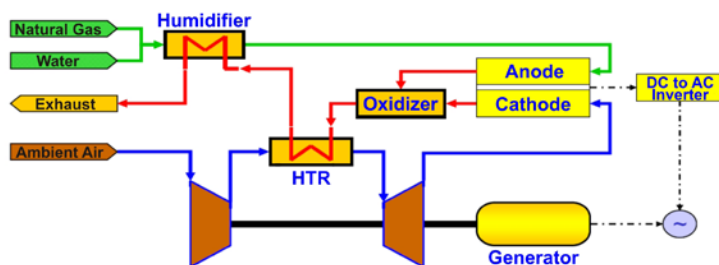 Humidifier
Natural Gas
Water
Exhaust
Anode
Cathode
Oxidizer
DC to AC
Inverter
Ambient Air
HTR
~
Generator